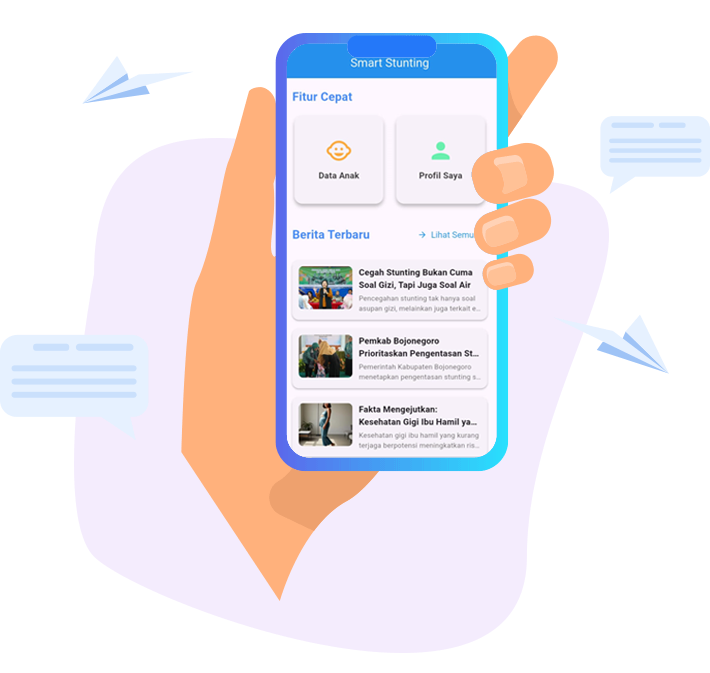 Smart Stunting
Fitur Cepat
Data Anak
Profil Saya
Berita Terbaru
→ Lihat Semu
Cegah Stunting Bukan Cuma
Soal Gizi, Tapi Juga Soal Air
Pencegahan stunting tak hanya soal
asupan gizi, melainkan juga terkait e...
Pemkab Bojonegoro
Prioritaskan Pengentasan St...
Pemerintah Kabupaten Bojonegoro
menetapkan pengentasan stunting s...
Fakta Mengejutkan:
Kesehatan Gigi Ibu Hamil ya...
Kesehatan gigi ibu hamil yang kurang
terjaga berpotensi meningkatkan ris...